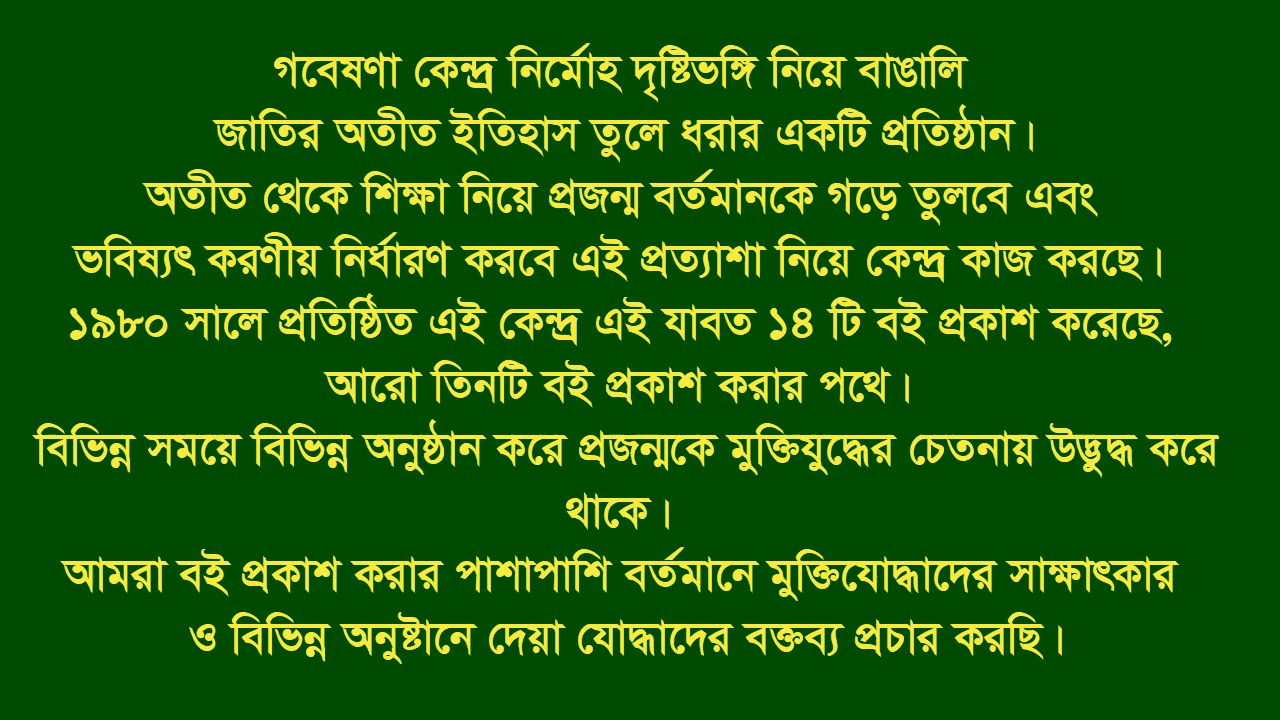 গবেষণা কেন্দ্র নির্মোহ দৃষ্টিভঙ্গি নিয়ে বাঙালি
জাতির অতীত ইতিহাস তুলে ধরার একটি প্রতিষ্ঠান।
অতীত থেকে শিক্ষা নিয়ে প্রজন্ম বর্তমানকে গড়ে তুলবে এবং
ভবিষ্যৎ করণীয় নির্ধারণ করবে এই প্রত্যাশা নিয়ে কেন্দ্র কাজ করছে।
১৯৮০ সালে প্রতিষ্ঠিত এই কেন্দ্র এই যাবত ১৪ টি বই প্রকাশ করেছে,
আরো তিনটি বই প্রকাশ করার পথে।
বিভিন্ন সময়ে বিভিন্ন অনুষ্ঠান করে প্রজন্মকে মুক্তিযুদ্ধের চেতনায় উদ্ভুদ্ধ করে
থাকে।
আমরা বই প্রকাশ করার পাশাপাশি বর্তমানে মুক্তিযোদ্ধাদের সাক্ষাৎকার
ও বিভিন্ন অনুষ্টানে দেয়া যোদ্ধাদের বক্তব্য প্রচার করছি।